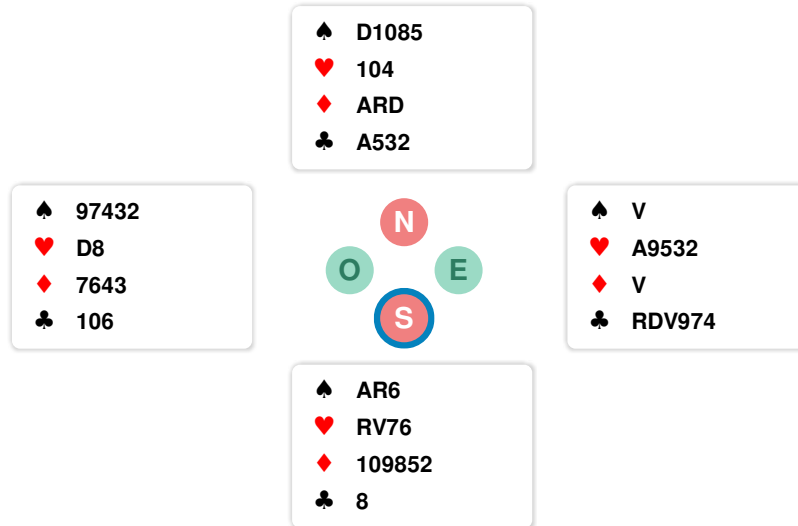 ♠ D1085
♥ 104
♦ ARD
♣ A532
♠ 97432
♥ D8
♦ 7643
♣ 106
N
O E
S
♠ V
♥ A9532
♦ V
♣ RDV974
♠ AR6
♥ RV76
♦ 109852
♣ 8